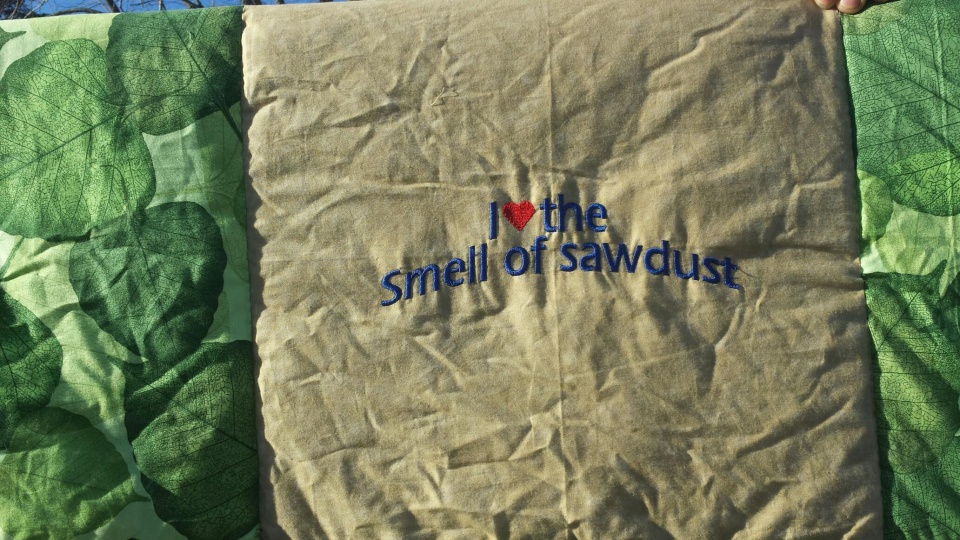 I ❤ the
Smell of sawdust